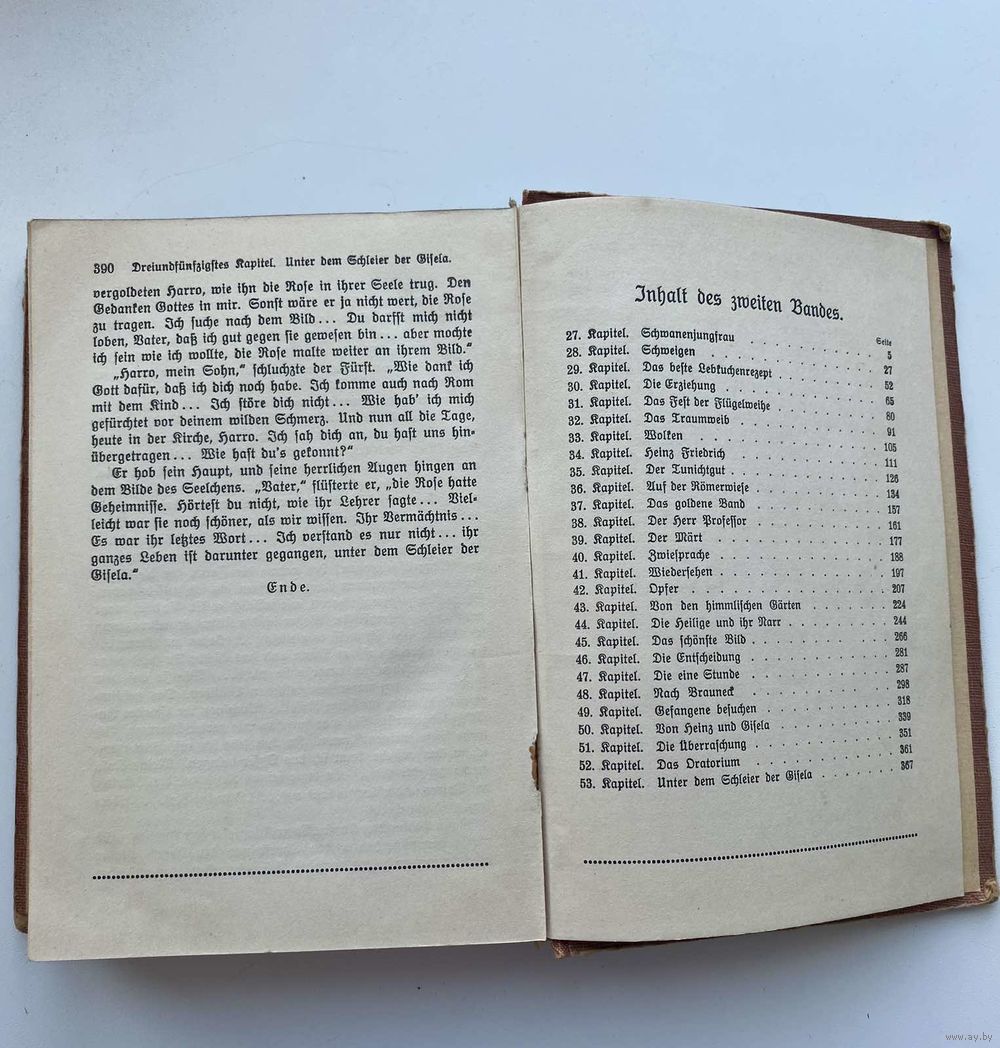 390 Dreiundfünfzigstes Kapitel. Unter dem Schleier der Gisela.
vergoldeten Harro, wie ihn die Rose in ihrer Seele trug. Den
Gedanken Gottes in mir. Sonst wäre er ja nicht wert, die Rose
zu tragen. Ich suche nach dem Bild... Du darfst mich nicht
loben, Vater, daß ich gut gegen sie gewesen bin... aber mochte
ich sein wie ich wollte, die Rose malte weiter an ihrem Bild.“
„Harro, mein Sohn,“ schluchzte der Fürst. „Wie dank' ich
Gott dafür, daß ich dich noch habe. Ich komme auch nach Rom
mit dem Kind... Ich störe dich nicht... Wie hab' ich mich
gefürchtet vor deinem wilden Schmerz. Und nun all die Tage,
heute in der Kirche, Harro. Ich sah dich an, du hast uns hin-
übergetragen... Wie hast du's gekonnt?“
Er hob sein Haupt, und seine herrlichen Augen hingen an
dem Bilde des Seelchens. „Vater,“ flüsterte er, „die Rose hatte
Geheimnisse. Hörtest du nicht, wie ihr Lehrer sagte... Viel-
leicht war sie noch schöner, als wir wissen. Ihr Vermächtnis...
Es war ihr letztes Wort... Ich verstand es nur nicht... ihr
ganzes Leben ist darunter gegangen, unter dem Schleier der
Gisela.“
Ende.
Inhalt des zweiten Bandes.
Seite
27. Kapitel. Schwanenjungfrau . . . . . . . . 5
28. Kapitel. Schweigen . . . . . . . . 27
29. Kapitel. Das beste Lebkuchenrezept . . . . . . . . 52
30. Kapitel. Die Erziehung . . . . . . . . 65
31. Kapitel. Das Fest der Flügelweihe . . . . . . . . 80
32. Kapitel. Das Traumweib . . . . . . . . 91
33. Kapitel. Wolken . . . . . . . . 105
34. Kapitel. Heinz Friedrich . . . . . . . . 111
35. Kapitel. Der Tunichtgut . . . . . . . . 126
36. Kapitel. Auf der Römerwiese . . . . . . . . 134
37. Kapitel. Das goldene Band . . . . . . . . 157
38. Kapitel. Der Herr Professor . . . . . . . . 161
39. Kapitel. Der Märt . . . . . . . . 177
40. Kapitel. Zwiesprache . . . . . . . . 188
41. Kapitel. Wiedersehen . . . . . . . . 197
42. Kapitel. Opfer . . . . . . . . 207
43. Kapitel. Von den himmlischen Gärten . . . . . . . 224
44. Kapitel. Die Heilige und ihr Narr . . . . . . . . 244
45. Kapitel. Das schönste Bild . . . . . . . . 266
46. Kapitel. Die Entscheidung . . . . . . . . 281
47. Kapitel. Die eine Stunde . . . . . . . . 287
48. Kapitel. Nach Brauneck . . . . . . . . 298
49. Kapitel. Gefangene besuchen . . . . . . . . 318
50. Kapitel. Von Heinz und Gisela . . . . . . . . 339
51. Kapitel. Die Überraschung . . . . . . . . 351
52. Kapitel. Das Oratorium . . . . . . . . 361
53. Kapitel. Unter dem Schleier der Gisela . . . . . . 367
www.ay.by